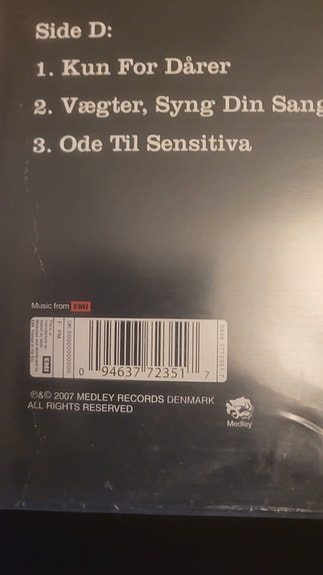 Side D:
1. Kun For Dårer
2. Vægter, Syng Din Sang
3. Ode Til Sensitiva
Music from EMI
0 94637 72351 7
EMI
℗&© 2007 MEDLEY RECORDS DENMARK
ALL RIGHTS RESERVED
Medley